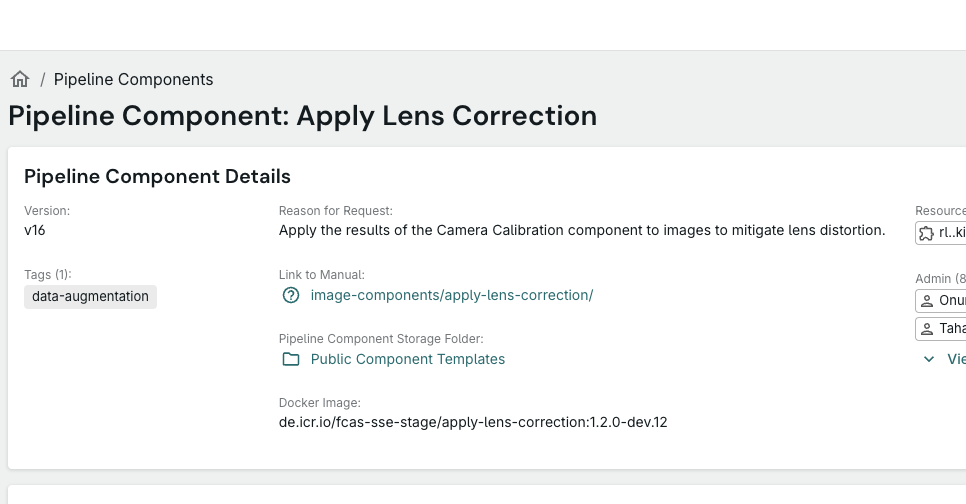 / Pipeline Components
Pipeline Component: Apply Lens Correction
Pipeline Component Details
Version:
v16
Tags (1):
data-augmentation
Reason for Request:
Apply the results of the Camera Calibration component to images to mitigate lens distortion.
Link to Manual:
image-components/apply-lens-correction/
Pipeline Component Storage Folder:
Public Component Templates
Docker Image:
de.icr.io/fcas-sse-stage/apply-lens-correction:1.2.0-dev.12
Resource
rl..ki
Admin (8
Onu
Taha
Vie